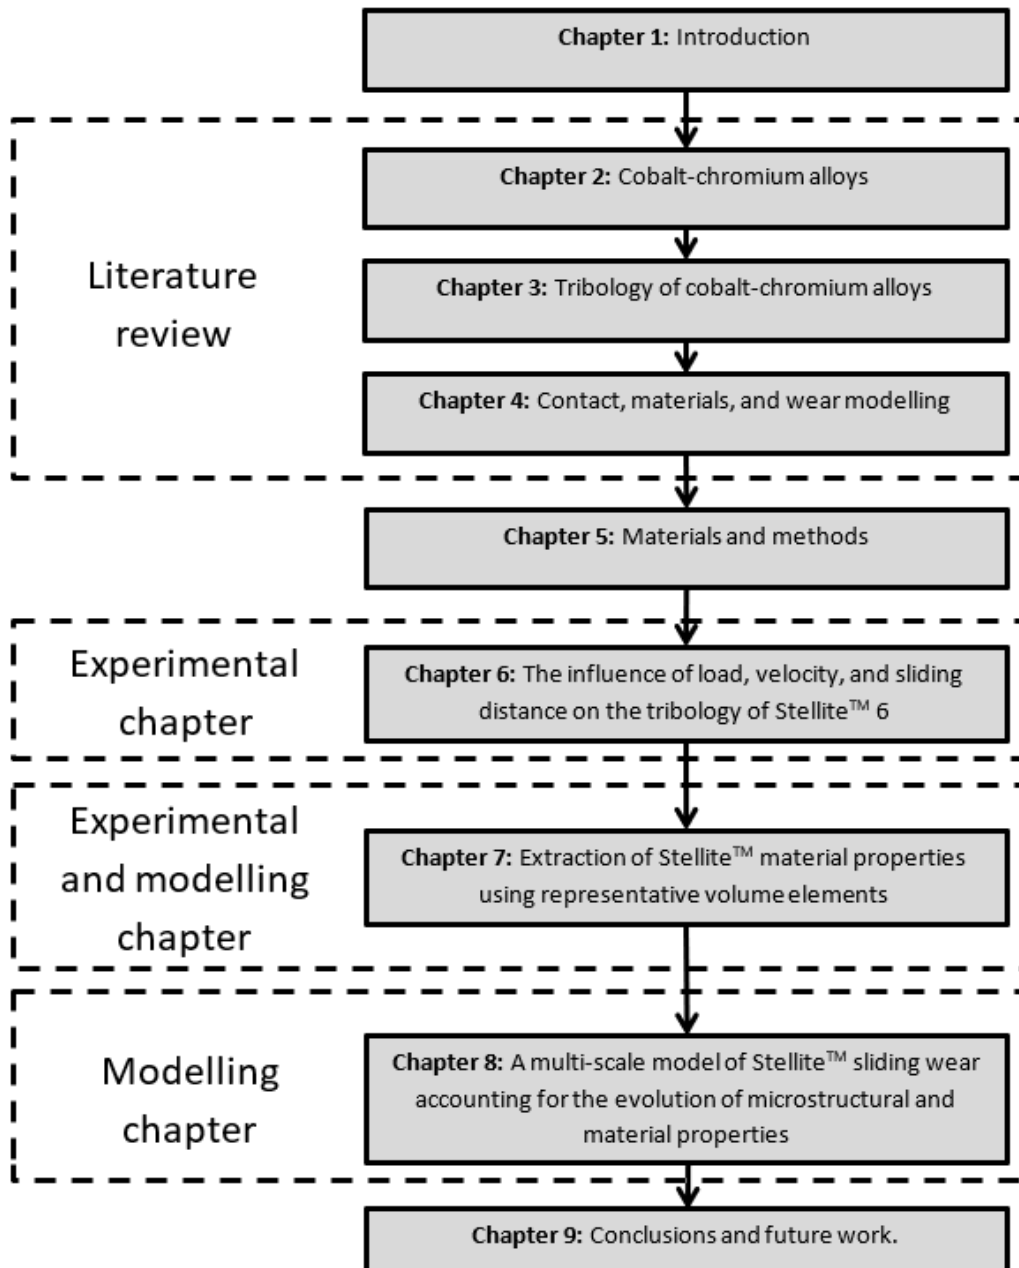 Chapter 1: Introduction
Literature
review
Chapter 2: Cobalt-chromium alloys
Chapter 3: Tribology of cobalt-chromium alloys
Chapter 4: Contact, materials, and wear modelling
Chapter 5: Materials and methods
Experimental
chapter
Chapter 6: The influence of load, velocity, and sliding
distance on the tribology of Stellite™ 6
Experimental
and modelling
chapter
Chapter 7: Extraction of Stellite™ material properties
using representative volume elements
Modelling
chapter
Chapter 8: A multi-scale model of Stellite™ sliding wear
accounting for the evolution of microstructural and
material properties
Chapter 9: Conclusions and future work.